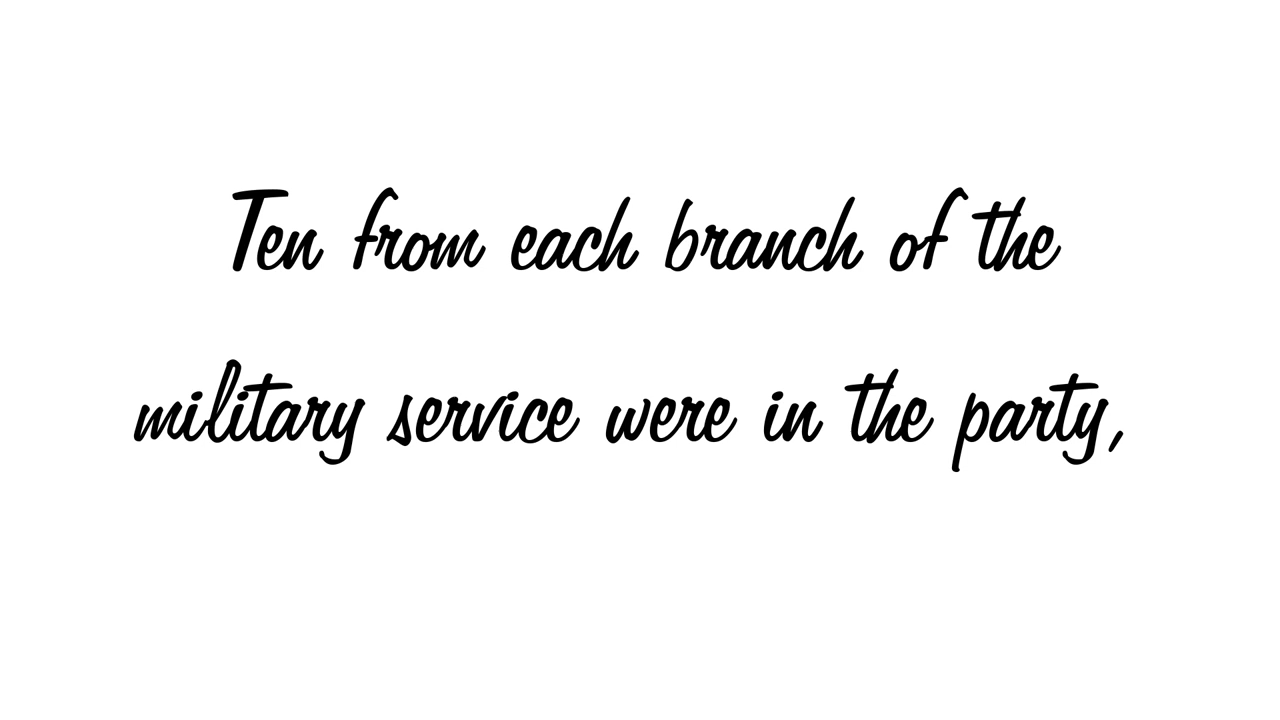 Ten from each branch of the
military service were in the party,